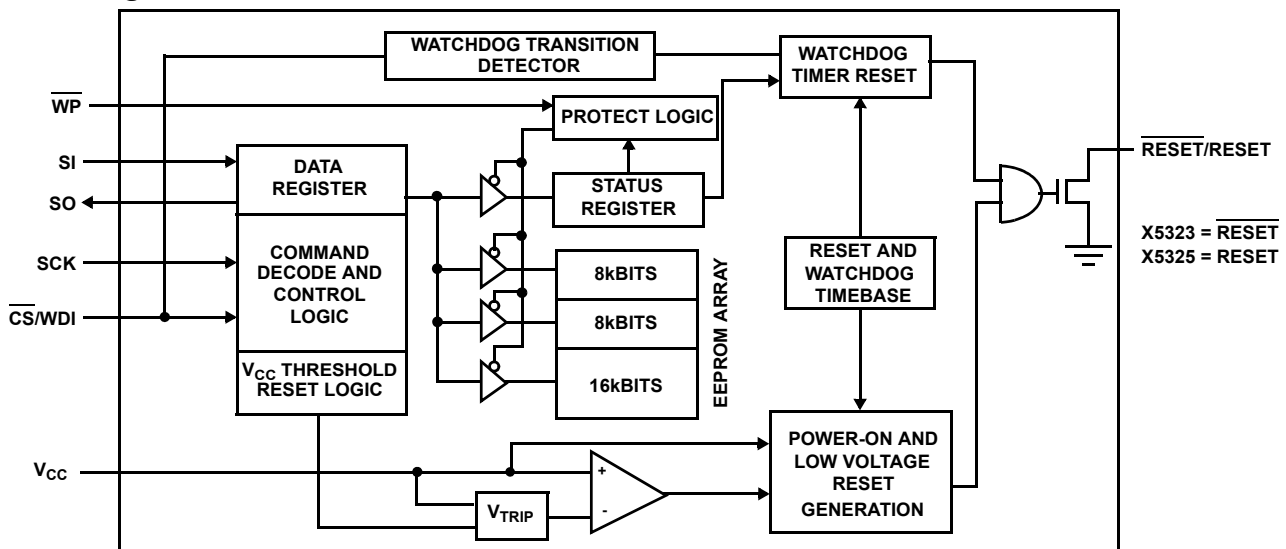 WATCHDOG TRANSITION
DETECTOR
WATCHDOG
TIMER RESET
WP
PROTECT LOGIC
SI
SO
SCK
CS/WDI
DATA
REGISTER
COMMAND
DECODE AND
CONTROL
LOGIC
VCC THRESHOLD
RESET LOGIC
STATUS
REGISTER
8kBITS
8kBITS
16kBITS
EEPROM ARRAY
RESET AND
WATCHDOG
TIMEBASE
RESET/RESET
X5323 = RESET
X5325 = RESET
VCC
+
-
VTRIP
POWER-ON AND
LOW VOLTAGE
RESET
GENERATION